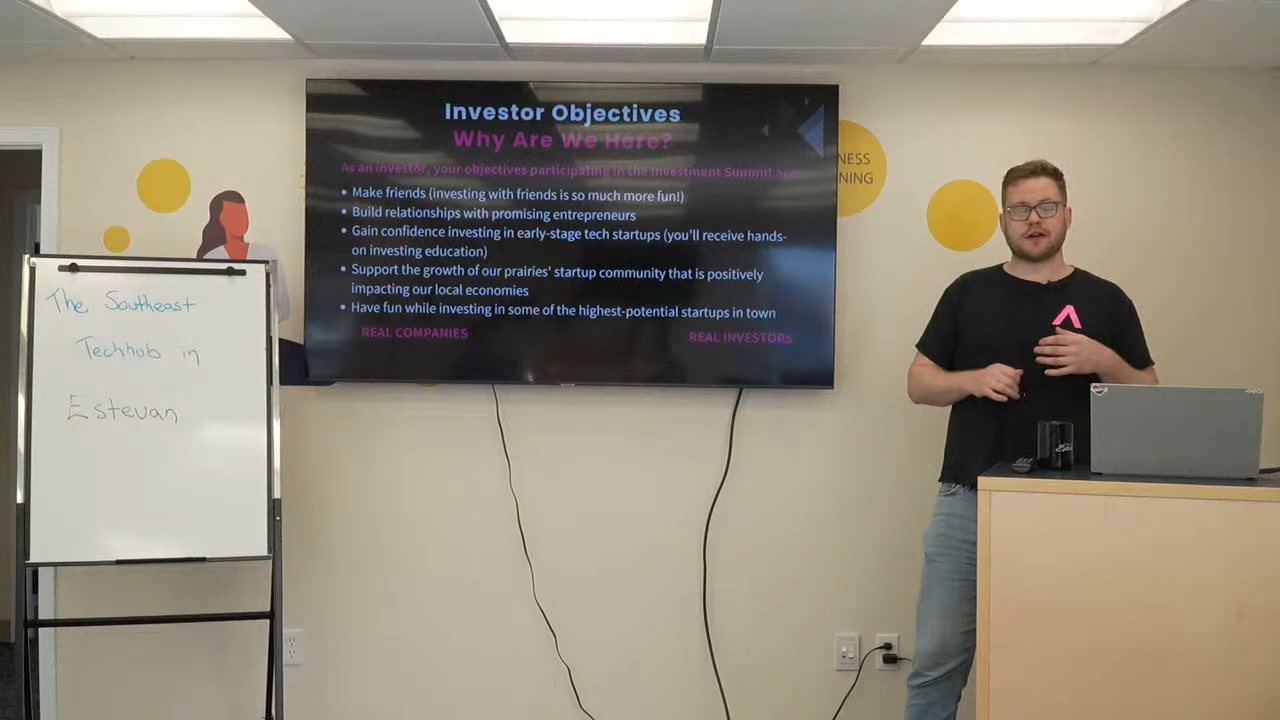 The Southeast
Techhub in
Estevan
Investor Objectives
Why Are We Here?
As an investor, your objectives participating in the Investment Summit are:
• Make friends (investing with friends is so much more fun!)
• Build relationships with promising entrepreneurs
• Gain confidence investing in early-stage tech startups (you'll receive hands-
on investing education)
• Support the growth of our prairies' startup community that is positively
impacting our local economies
• Have fun while investing in some of the highest-potential startups in town
REAL COMPANIES
REAL INVESTORS
NESS
NING